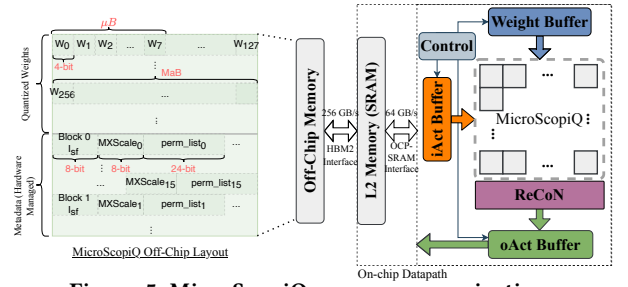 μB
W0 W1 W2 ... W7 ... W127
4-bit
MaB
W256
...
Quantized Weights
Block 0
Isf MXScale0 perm_list0
8-bit 8-bit 24-bit
... MXScale15 perm_list15
Block 1
Isf MXScale1 perm_list1
Metadata (Hardware Managed)
MicroScopiQ Off-Chip Layout
Off-Chip Memory
256 GB/s
HBM2
Interface
L2 Memory (SRAM)
64 GB/s
OCP-
SRAM
Interface
Control
Weight Buffer
iAct Buffer
...
MicroScopiQ
...
ReCoN
oAct Buffer
On-chip Datapath